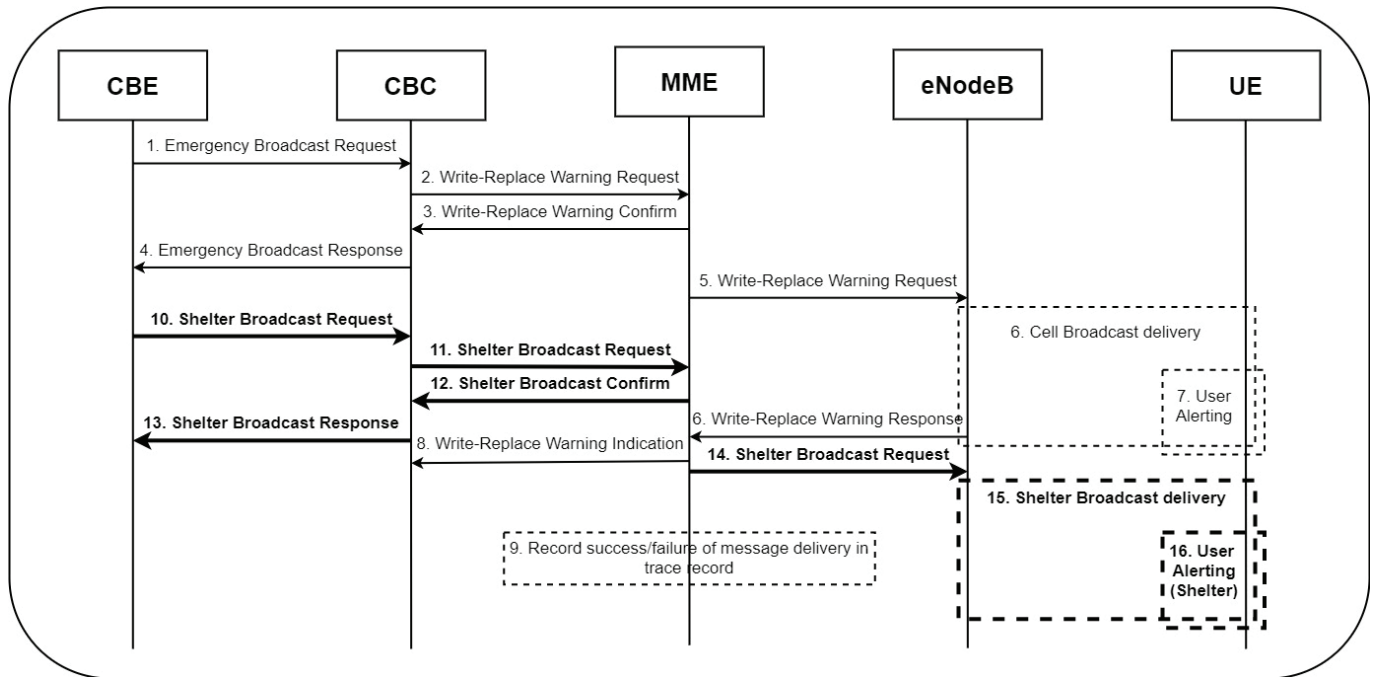 CBE
CBC
MME
eNodeB
UE
1. Emergency Broadcast Request
2. Write-Replace Warning Request
3. Write-Replace Warning Confirm
4. Emergency Broadcast Response
5. Write-Replace Warning Request
10. Shelter Broadcast Request
6. Cell Broadcast delivery
11. Shelter Broadcast Request
12. Shelter Broadcast Confirm
7. User
Alerting
13. Shelter Broadcast Response
6. Write-Replace Warning Response
8. Write-Replace Warning Indication
14. Shelter Broadcast Request
15. Shelter Broadcast delivery
9. Record success/failure of message delivery in
trace record
16. User
Alerting
(Shelter)